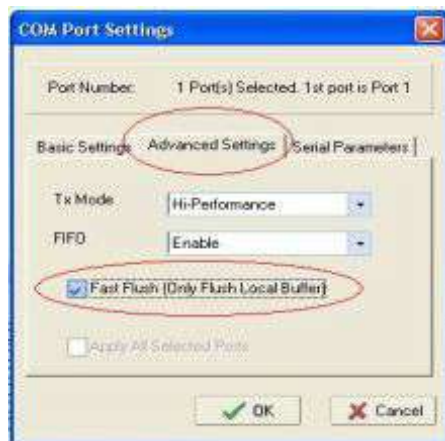 COM Port Settings
Port Number: 1 Port(s) Selected. 1st port is Port 1
Basic Settings Advanced Settings Serial Parameters
Tx Mode Hi-Performance
FIFO Enable
Fast Flush (Only Flush Local Buffer)
Apply All Selected Ports
OK Cancel